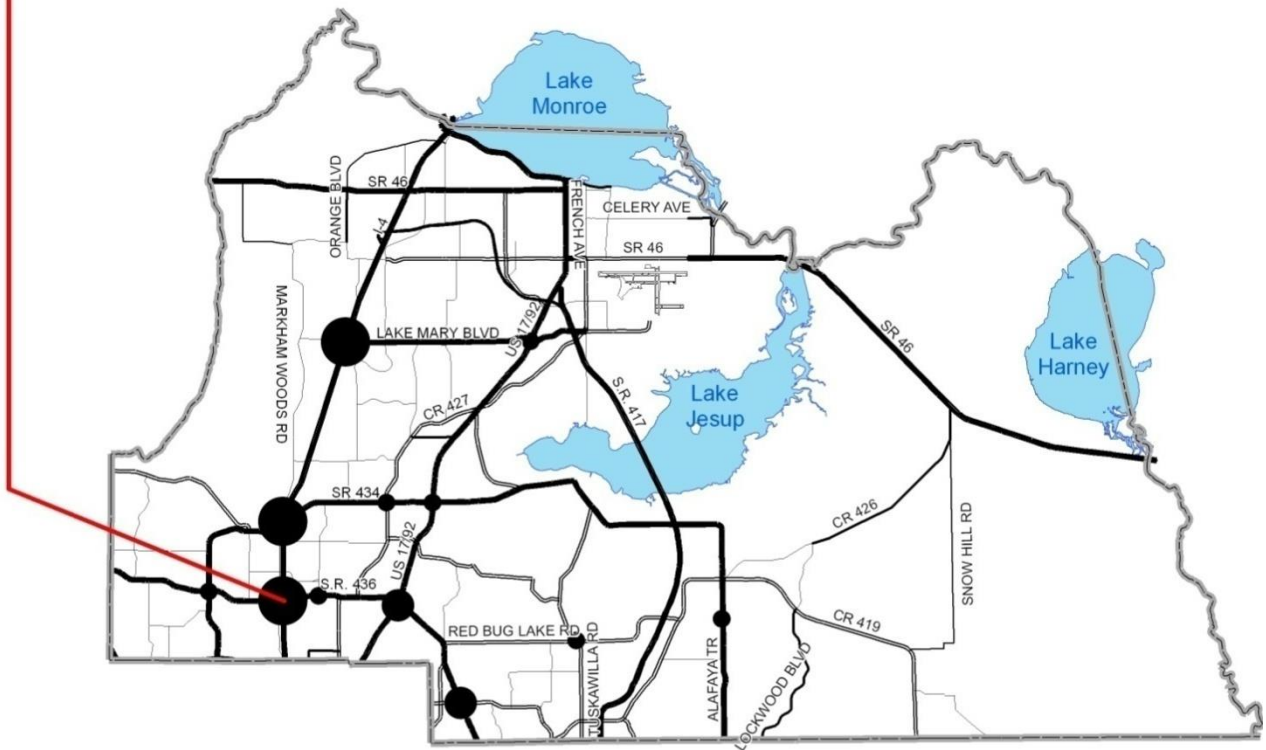 Lake
Monroe
ORANGE BLVD
SR 46
FRENCH AVE
CELERY AVE
I-4
SR 46
MARKHAM WOODS RD
LAKE MARY BLVD
US 17/92
SR 46
Lake
Harney
S.R. 417
Lake
Jesup
CR 427
SR 434
CR 426
SNOW HILL RD
US 17/92
S.R. 436
RED BUG LAKE RD
TUSKAWILLA RD
ALAFAYA TR
LOCKWOOD BLVD
CR 419